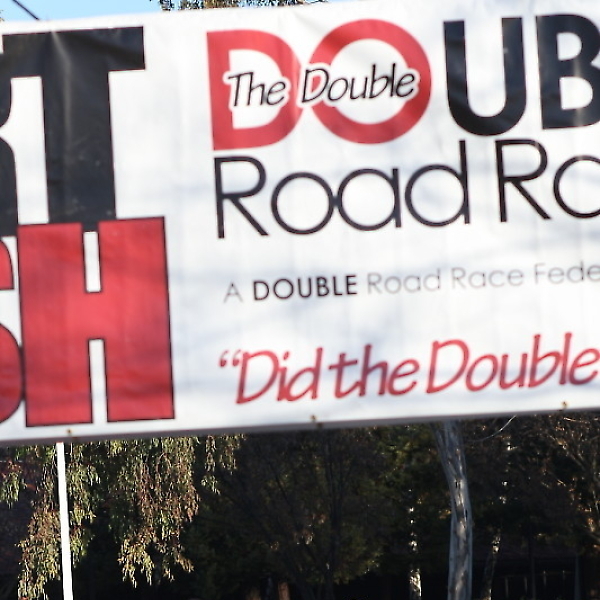 RT
SH
DOUB
The Double
Road Ra
A DOUBLE Road Race Fede
“Did the Double